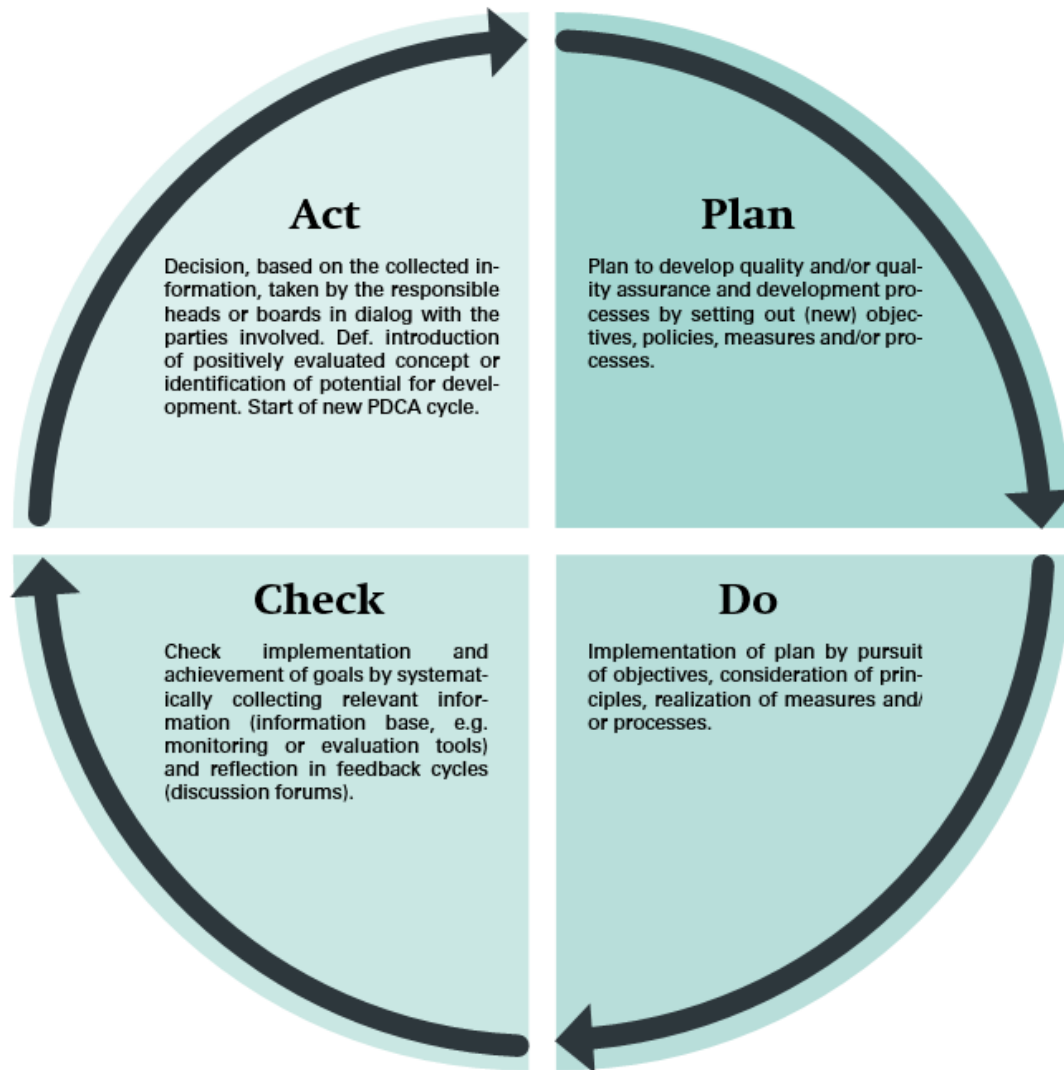 Act
Decision, based on the collected in-
formation, taken by the responsible
heads or boards in dialog with the
parties involved. Def. introduction
of positively evaluated concept or
identification of potential for devel-
opment. Start of new PDCA cycle.
Plan
Plan to develop quality and/or qual-
ity assurance and development pro-
cesses by setting out (new) objec-
tives, policies, measures and/or pro-
cesses.
Check
Check implementation and
achievement of goals by systemat-
ically collecting relevant infor-
mation (information base, e.g.
monitoring or evaluation tools)
and reflection in feedback cycles
(discussion forums).
Do
Implementation of plan by pursuit
of objectives, consideration of prin-
ciples, realization of measures and/
or processes.